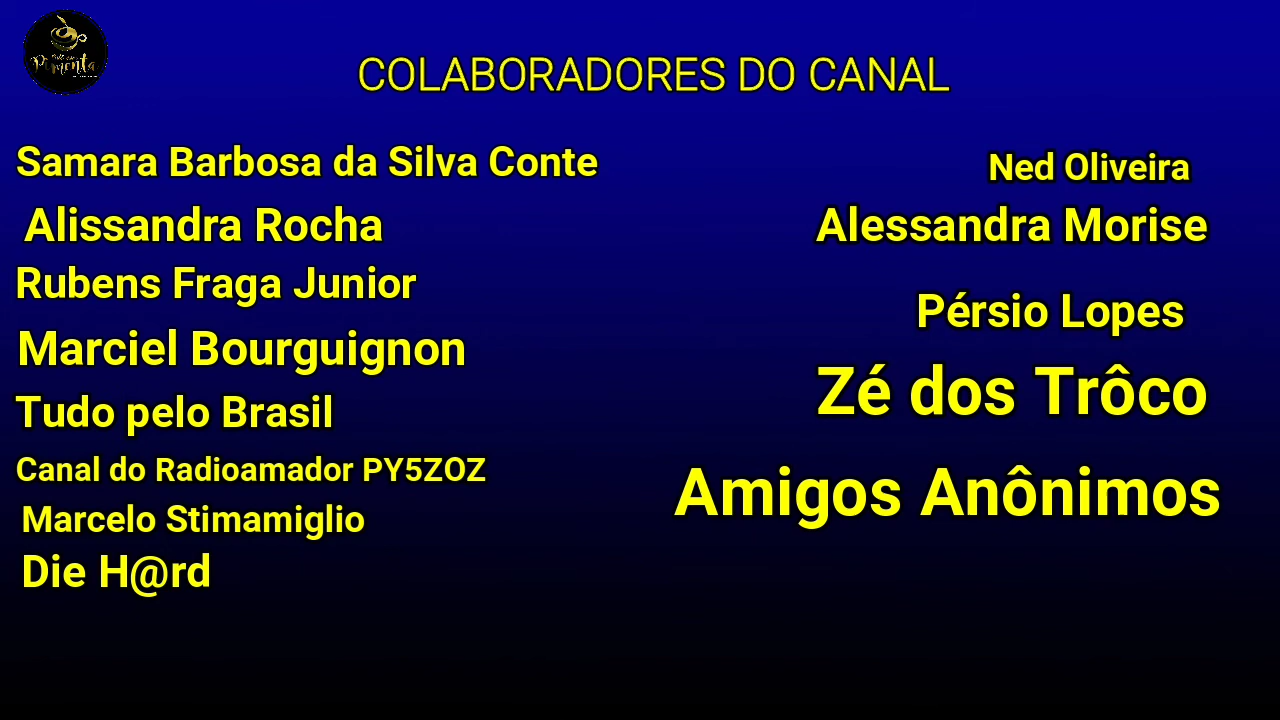 Pimenta
COLABORADORES DO CANAL
Samara Barbosa da Silva Conte
Alissandra Rocha
Rubens Fraga Junior
Marciel Bourguignon
Tudo pelo Brasil
Canal do Radioamador PY5ZOZ
Marcelo Stimamiglio
Die H@rd
Ned Oliveira
Alessandra Morise
Pérsio Lopes
Zé dos Trôco
Amigos Anônimos